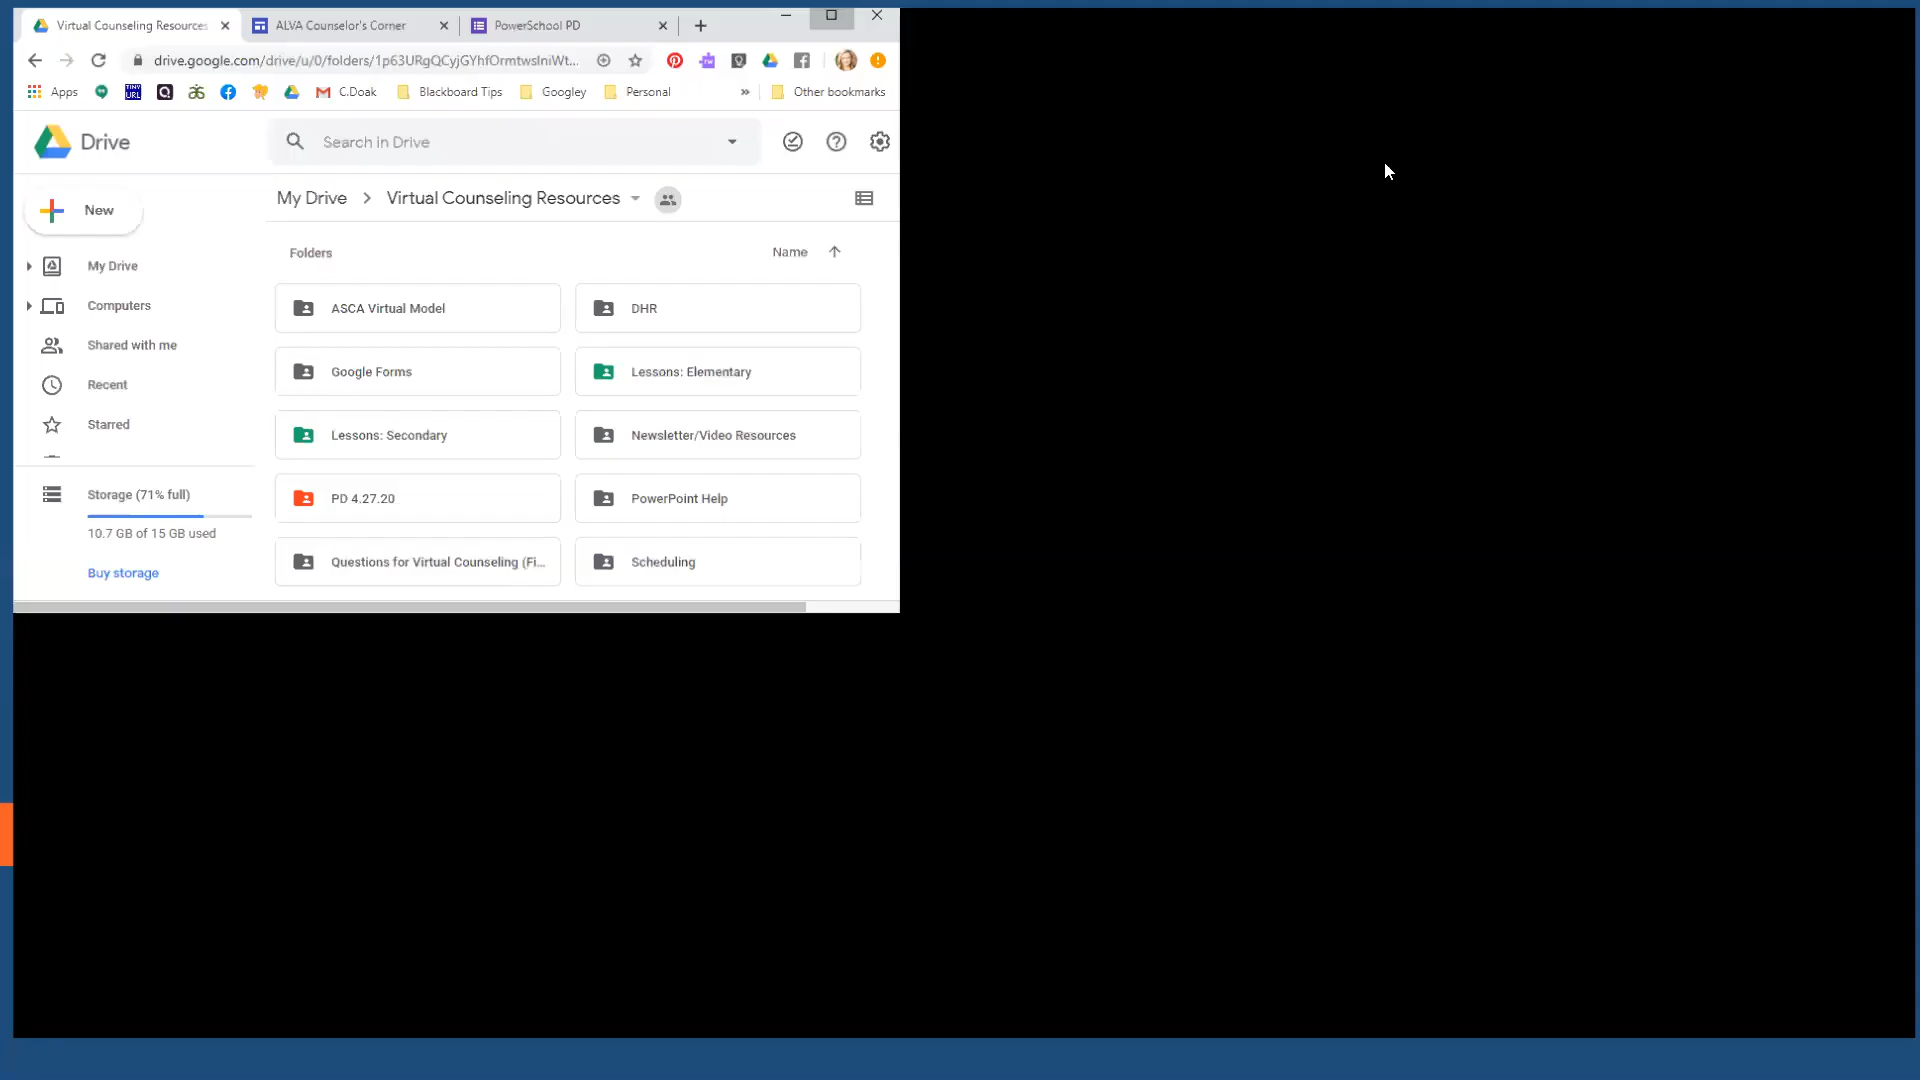 Virtual Counseling Resources
ALVA Counselor's Corner
PowerSchool PD
drive.google.com/drive/u/0/folders/1p63URgQCyjGYhfOrmtwsIniWt...
Apps
TINY URL
C.Doak
Blackboard Tips
Googley
Personal
»
Other bookmarks
Drive
Search in Drive
New
My Drive > Virtual Counseling Resources
My Drive
Computers
Shared with me
Recent
Starred
Storage (71% full)
10.7 GB of 15 GB used
Buy storage
Folders
Name
ASCA Virtual Model
DHR
Google Forms
Lessons: Elementary
Lessons: Secondary
Newsletter/Video Resources
PD 4.27.20
PowerPoint Help
Questions for Virtual Counseling (Fi...
Scheduling